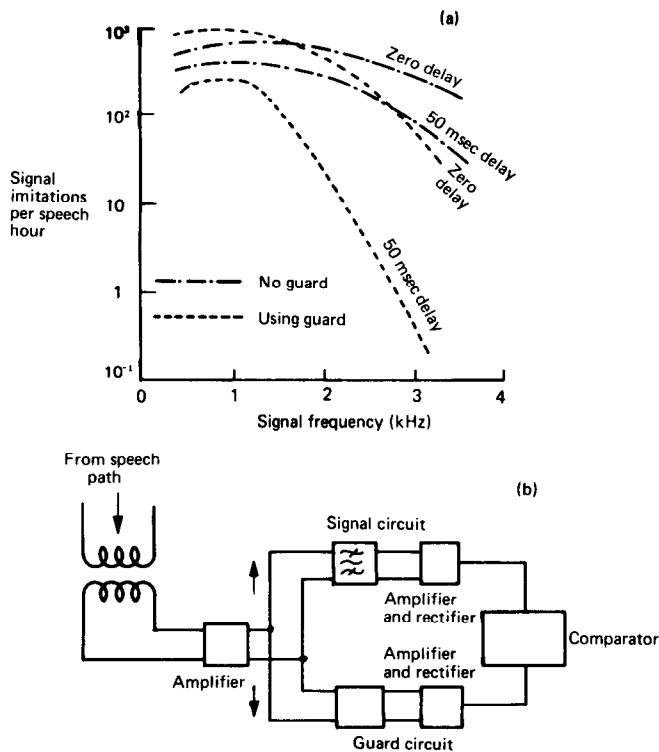 (a)
10³
10²
10
1
10⁻¹
Signal
imitations
per speech
hour
Zero delay
50 msec delay
Zero
delay
50 msec delay
No guard
Using guard
0
1
2
3
4
Signal frequency (kHz)
(b)
From speech
path
Signal circuit
Amplifier
and rectifier
Comparator
Amplifier
and rectifier
Amplifier
Guard circuit